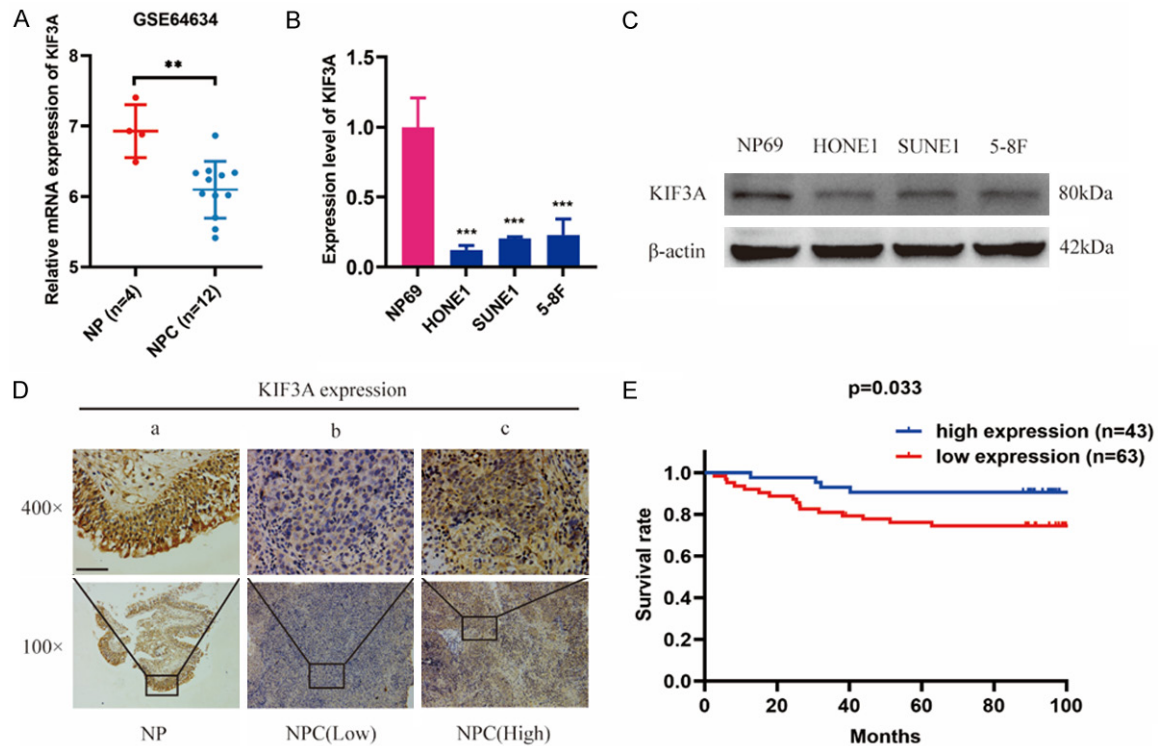 A
GSE64634
Relative mRNA expression of KIF3A
8
7
6
5
**
NP (n=4)
NPC (n=12)
B
Expression level of KIF3A
1.5
1.0
0.5
0.0
*** *** ***
NP69
HONE1
SUNE1
5-8F
C
NP69 HONE1 SUNE1 5-8F
KIF3A 80kDa
β-actin 42kDa
D
KIF3A expression
a b c
400×
100×
NP NPC(Low) NPC(High)
E
p=0.033
high expression (n=43)
low expression (n=63)
Survival rate
1.0
0.8
0.6
0.4
0.2
0.0
0 20 40 60 80 100
Months